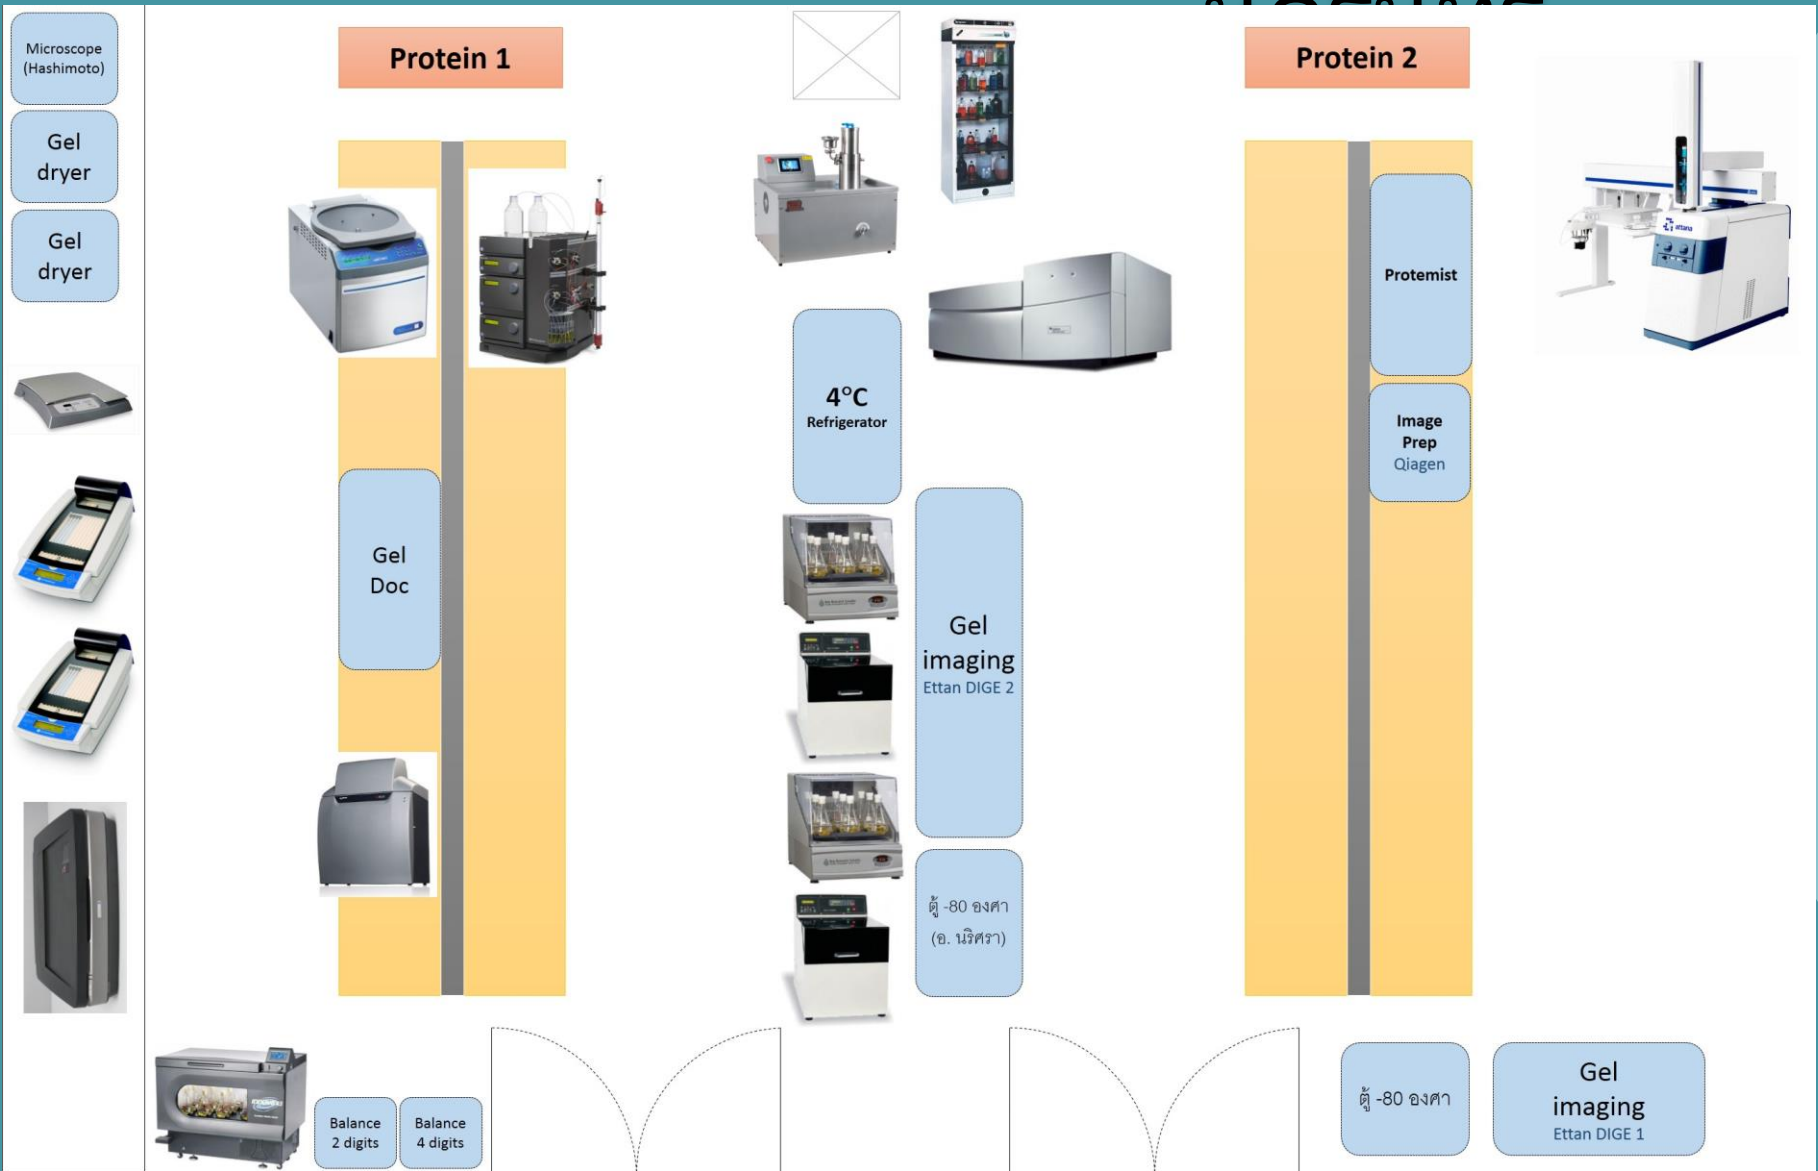 Microscope
(Hashimoto)
Gel
dryer
Gel
dryer
Protein 1
Gel
Doc
Balance
2 digits
Balance
4 digits
4°C
Refrigerator
Gel
imaging
Ettan DIGE 2
ตู้ -80 องศา
(อ. นริศรา)
Protein 2
Protemist
Image
Prep
Qiagen
attana
ตู้ -80 องศา
Gel
imaging
Ettan DIGE 1